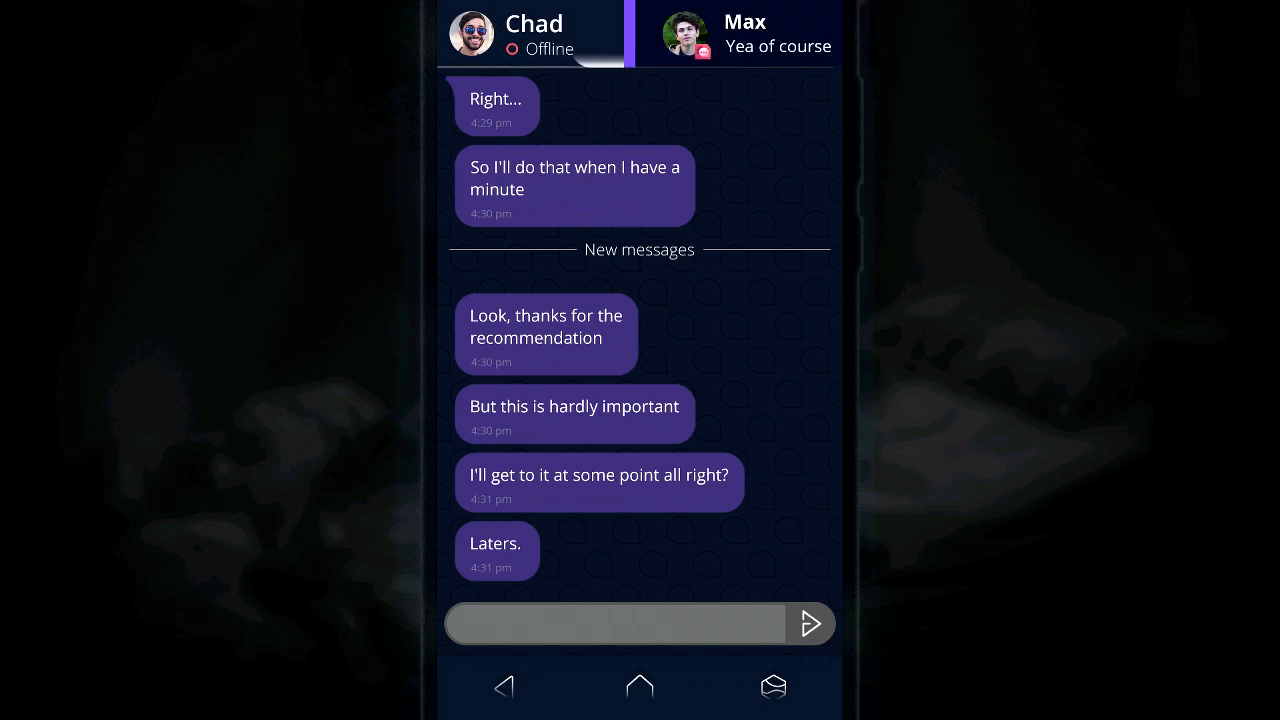 Chad
Offline
Max
Yea of course
Right...
4:29 pm
So I'll do that when I have a
minute
4:30 pm
New messages
Look, thanks for the
recommendation
4:30 pm
But this is hardly important
4:30 pm
I'll get to it at some point all right?
4:31 pm
Laters.
4:31 pm